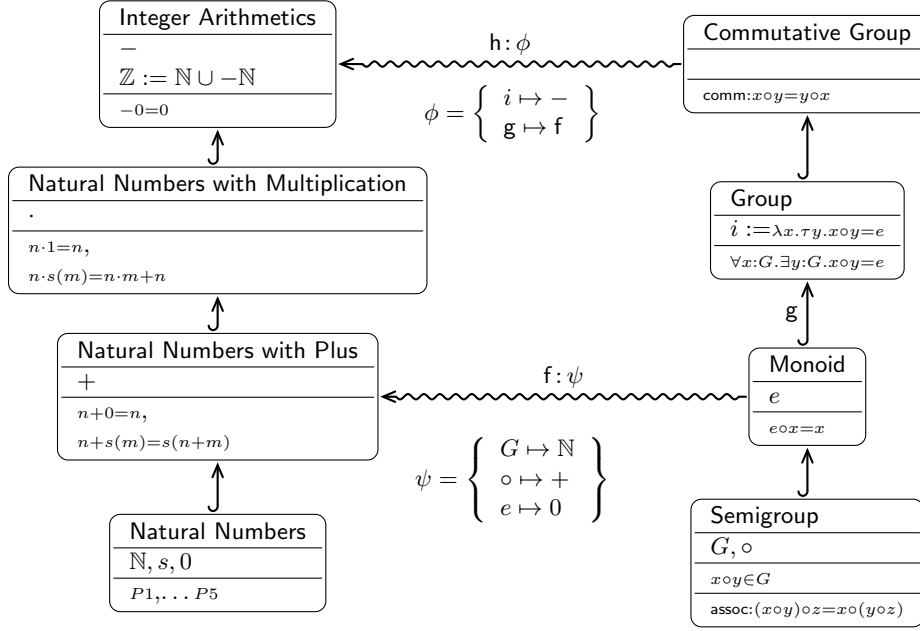 Integer Arithmetics
−
ℤ := ℕ ∪ −ℕ
−0=0
h: ϕ
ϕ = { i ↦ −
g ↦ f }
Commutative Group
comm:x∘y=y∘x
Natural Numbers with Multiplication
·
n·1=n,
n·s(m)=n·m+n
Group
i :=λx.τy.x∘y=e
∀x:G.∃y:G.x∘y=e
g
Natural Numbers with Plus
+
n+0=n,
n+s(m)=s(n+m)
f: ψ
ψ = { G ↦ ℕ
∘ ↦ +
e ↦ 0 }
Monoid
e
e∘x=x
Natural Numbers
ℕ, s, 0
P1,... P5
Semigroup
G, ∘
x∘y∈G
assoc:(x∘y)∘z=x∘(y∘z)